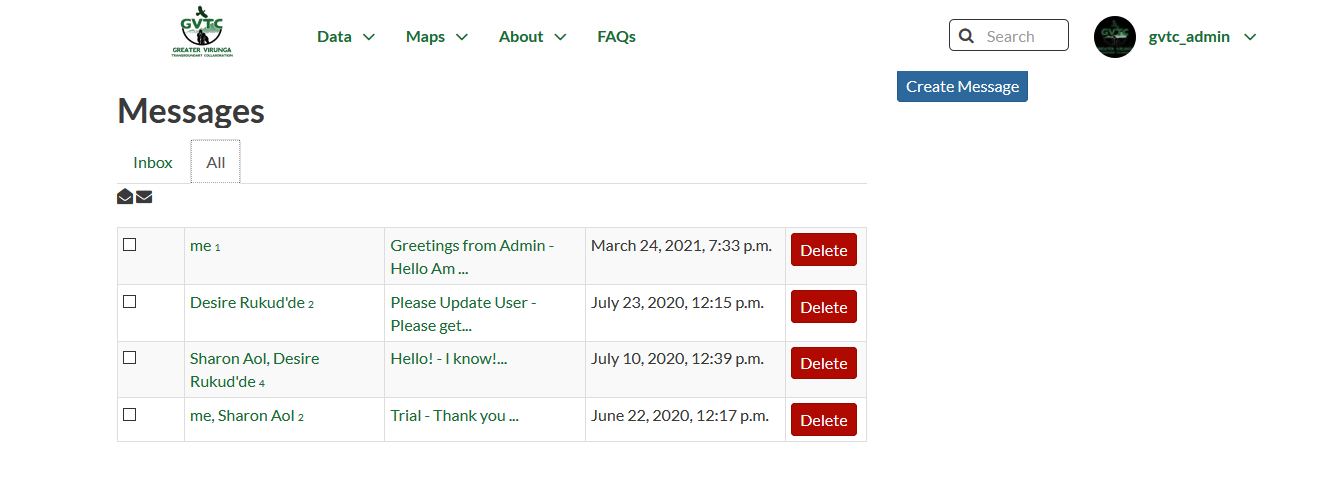 GVTC
GREATER VIRUNGA
TRANSBOUNDARY COLLABORATION
Data
Maps
About
FAQs
Search
gvtc_admin
Create Message
Messages
Inbox
All
me 1
Greetings from Admin -
Hello Am ...
March 24, 2021, 7:33 p.m.
Delete
Desire Rukud'de 2
Please Update User -
Please get...
July 23, 2020, 12:15 p.m.
Delete
Sharon Aol, Desire
Rukud'de 4
Hello! - I know!...
July 10, 2020, 12:39 p.m.
Delete
me, Sharon Aol 2
Trial - Thank you ...
June 22, 2020, 12:17 p.m.
Delete